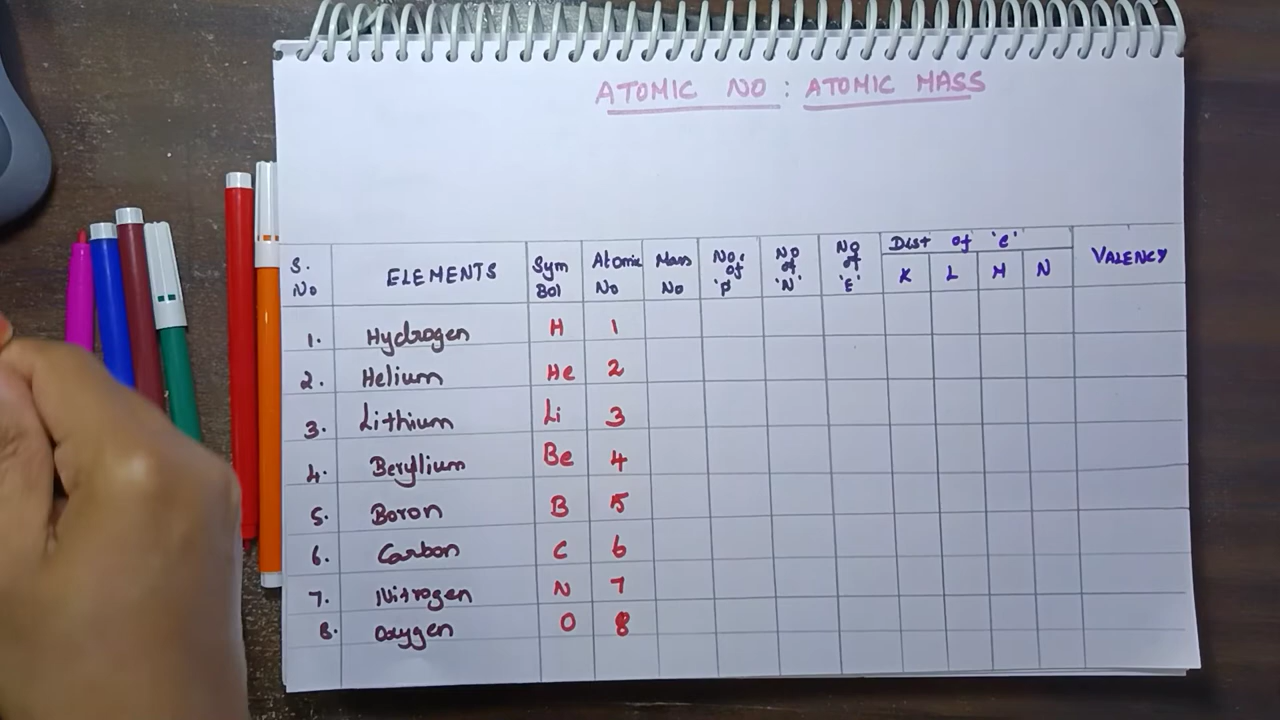 ATOMIC NO : ATOMIC MASS
S. No ELEMENTS Sym Bol Atomic No Mass No No. of 'P' No of 'N' No of 'E' Dist of 'e' K L M N VALENCY
1. Hydrogen H 1
2. Helium He 2
3. Lithium Li 3
4. Beryllium Be 4
5. Boron B 5
6. Carbon C 6
7. Nitrogen N 7
8. Oxygen O 8